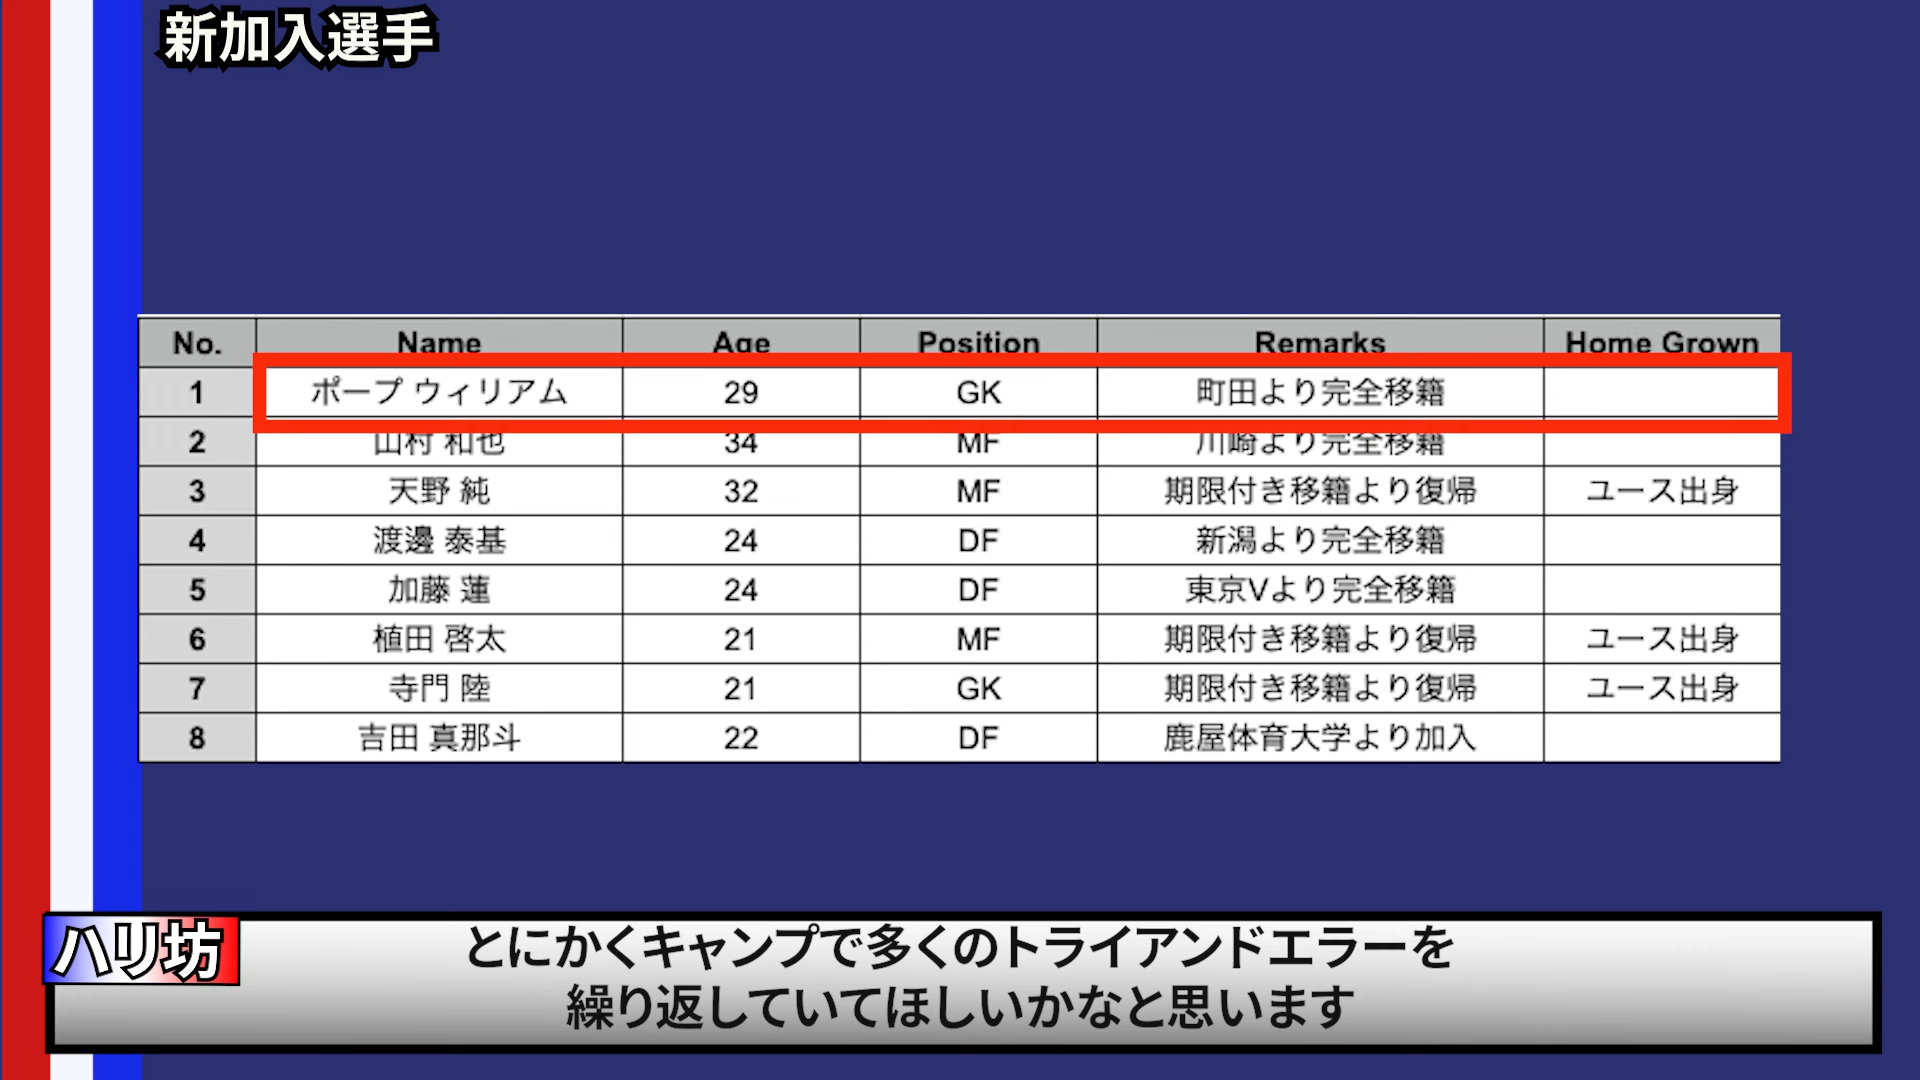 新加入選手
No. Name Age Position Remarks Home Grown
1 ポープ ウィリアム 29 GK 町田より完全移籍
2 山村 和也 34 MF 川崎より完全移籍
3 天野 純 32 MF 期限付き移籍より復帰 ユース出身
4 渡邊 泰基 24 DF 新潟より完全移籍
5 加藤 蓮 24 DF 東京Vより完全移籍
6 植田 啓太 21 MF 期限付き移籍より復帰 ユース出身
7 寺門 陸 21 GK 期限付き移籍より復帰 ユース出身
8 吉田 真那斗 22 DF 鹿屋体育大学より加入
ハリ坊
とにかくキャンプで多くのトライアンドエラーを
繰り返していてほしいかなと思います